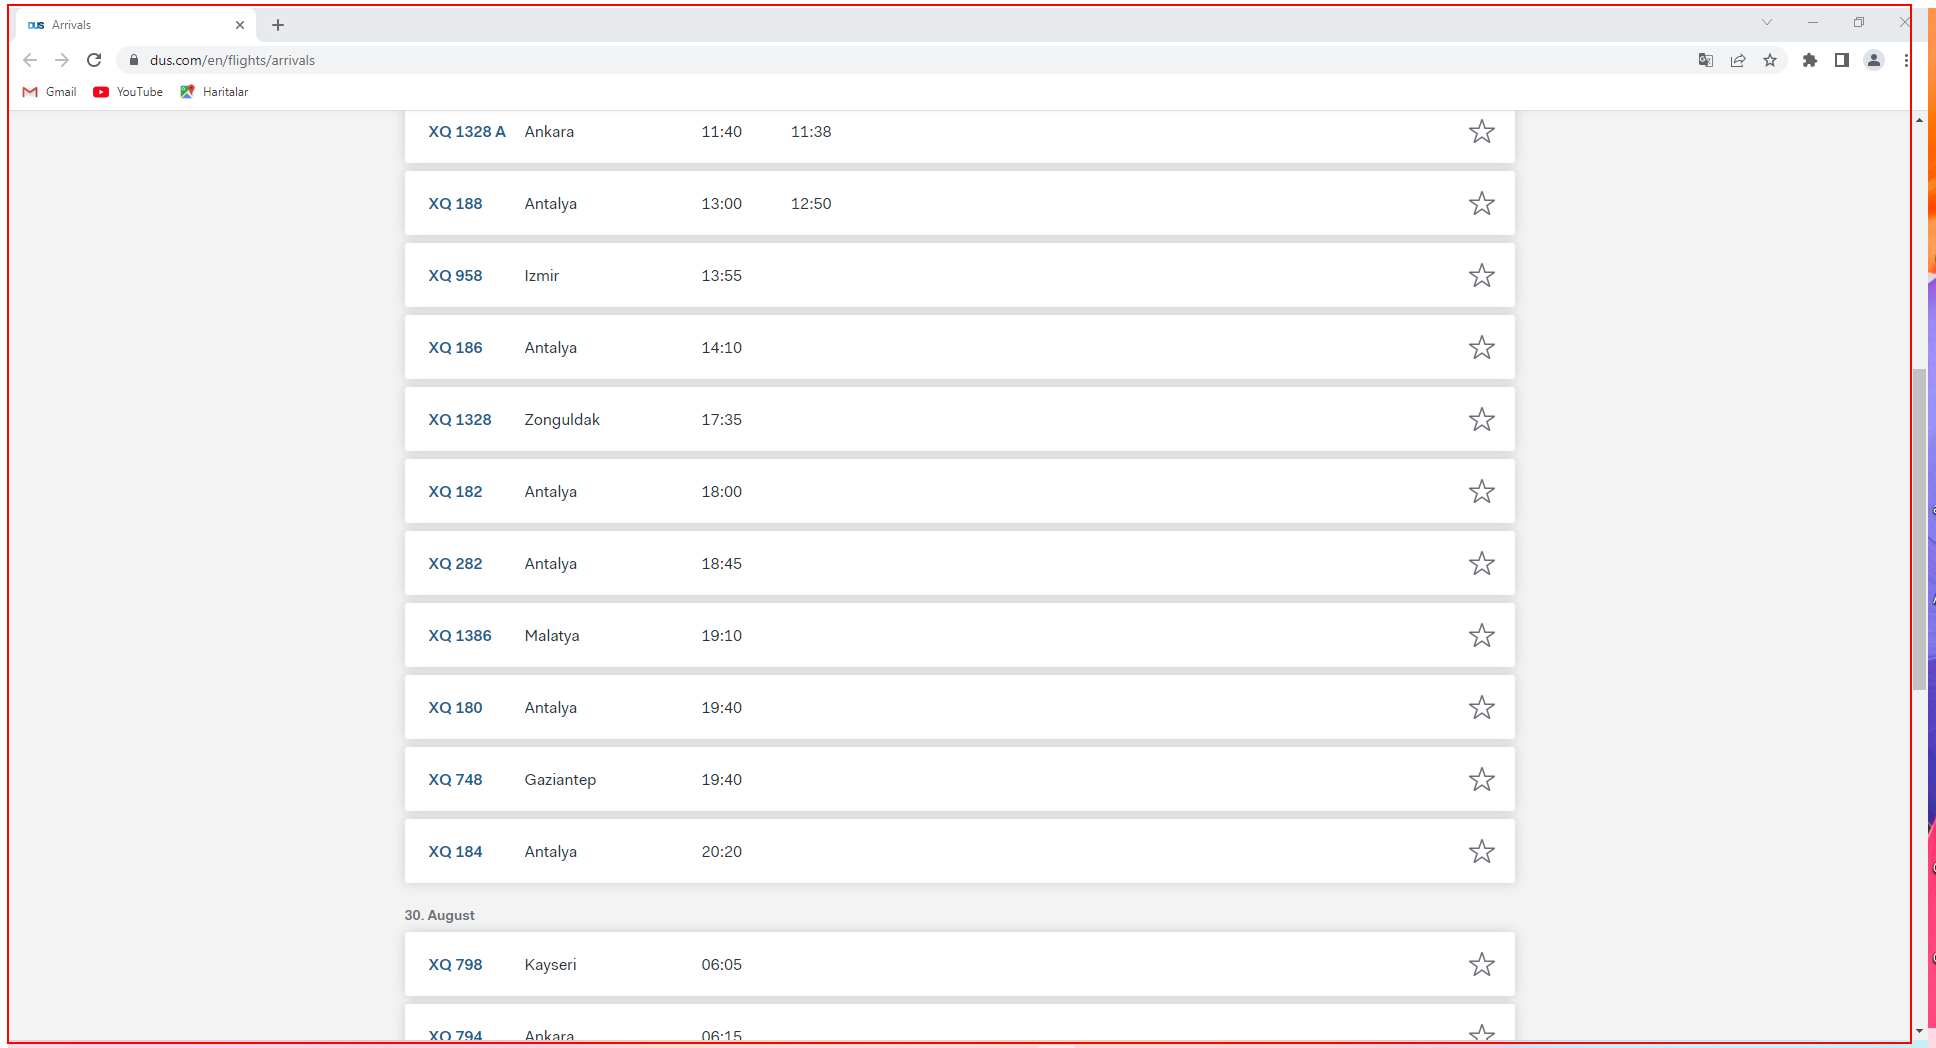 DUS Arrivals
dus.com/en/flights/arrivals
Gmail YouTube Haritalar
XQ 1328 A Ankara 11:40 11:38
XQ 188 Antalya 13:00 12:50
XQ 958 Izmir 13:55
XQ 186 Antalya 14:10
XQ 1328 Zonguldak 17:35
XQ 182 Antalya 18:00
XQ 282 Antalya 18:45
XQ 1386 Malatya 19:10
XQ 180 Antalya 19:40
XQ 748 Gaziantep 19:40
XQ 184 Antalya 20:20
30. August
XQ 798 Kayseri 06:05
XQ 794 Ankara 06:15